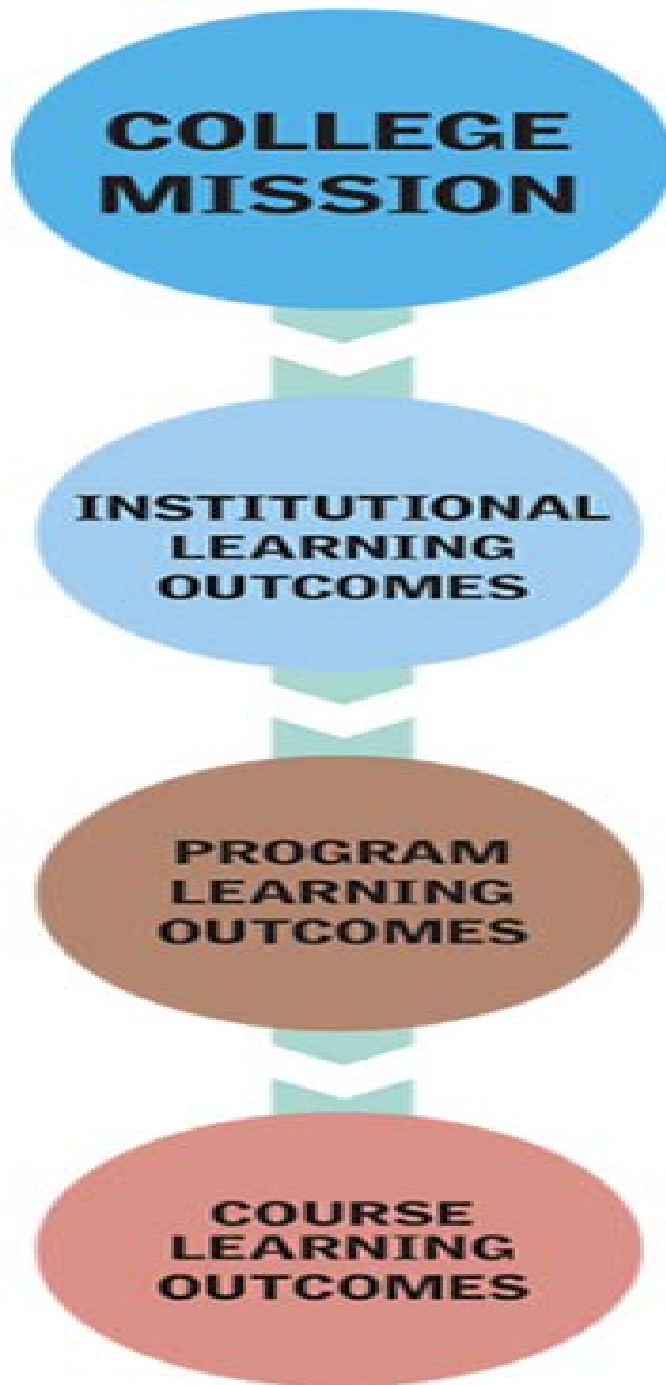 COLLEGE
MISSION
INSTITUTIONAL
LEARNING
OUTCOMES
PROGRAM
LEARNING
OUTCOMES
COURSE
LEARNING
OUTCOMES